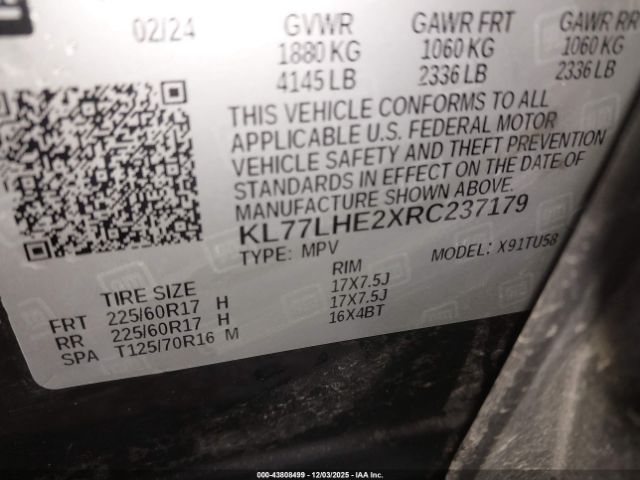 02/24 GVWR GAWR FRT GAWR RR
1880 KG 1060 KG 1060 KG
4145 LB 2336 LB 2336 LB
THIS VEHICLE CONFORMS TO ALL
APPLICABLE U.S. FEDERAL MOTOR
VEHICLE SAFETY AND THEFT PREVENTION
STANDARDS IN EFFECT ON THE DATE OF
MANUFACTURE SHOWN ABOVE.
KL77LHE2XRC237179
TYPE: MPV MODEL: X91TU58
TIRE SIZE RIM
FRT 225/60R17 H 17X7.5J
RR 225/60R17 H 17X7.5J
SPA T125/70R16 M 16X4BT
000-43808499 - 12/03/2025 - IAA Inc.